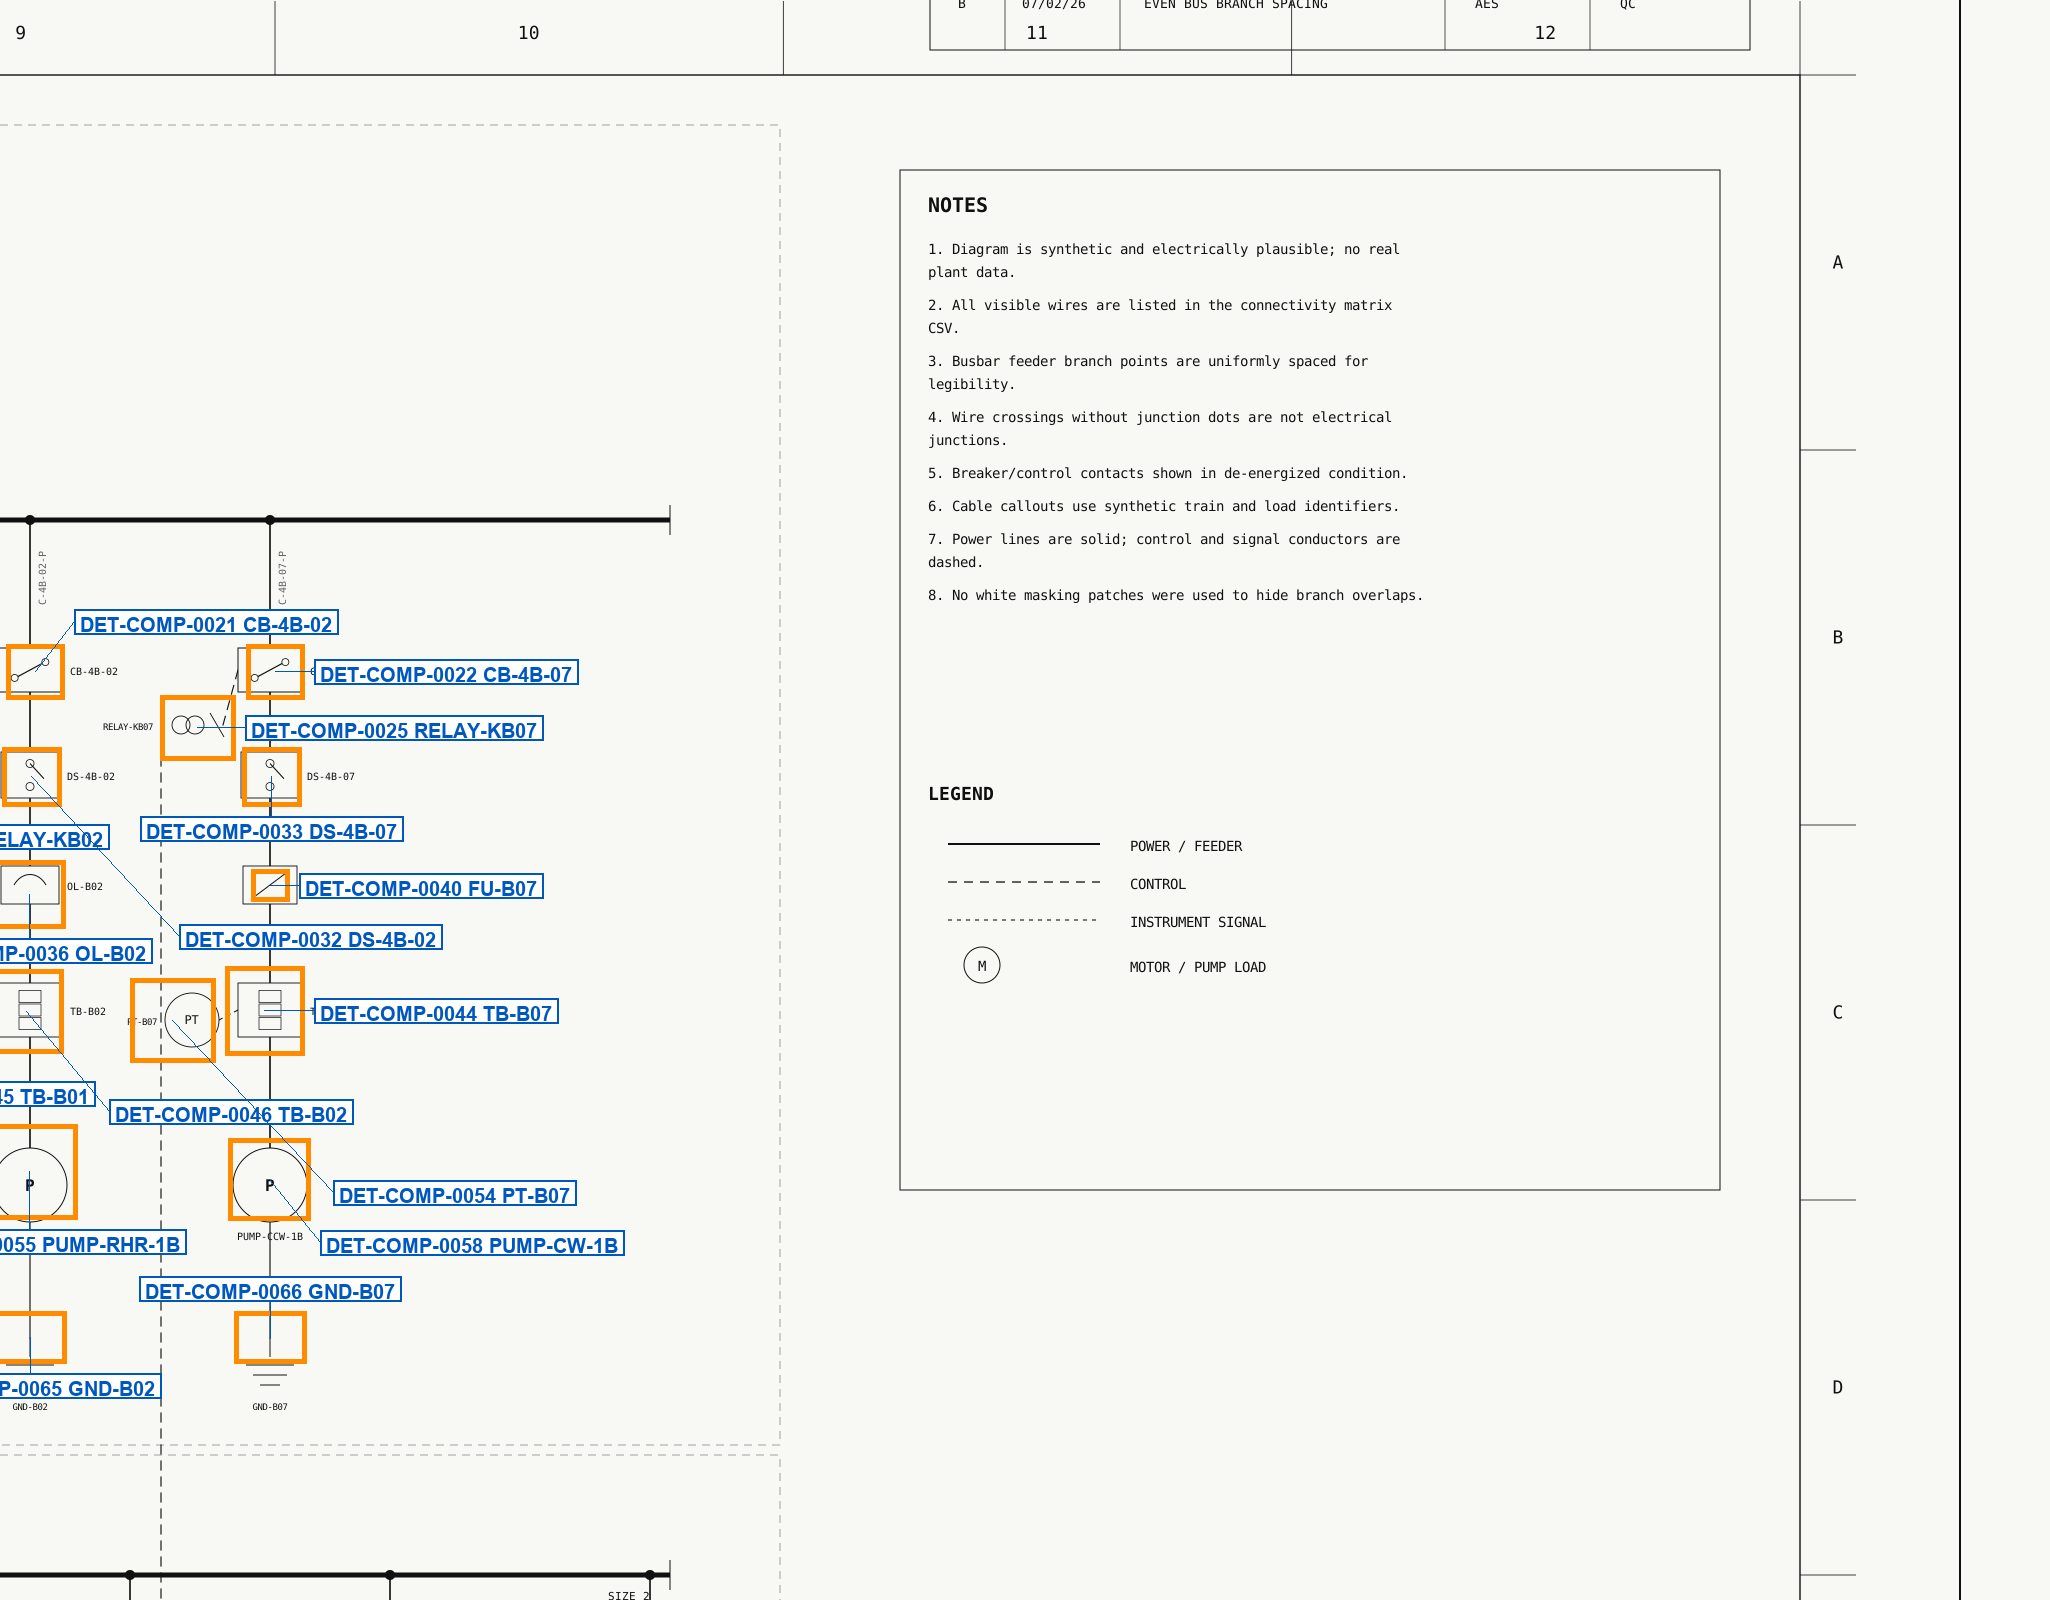 B 07/02/26 EVEN BUS BRANCH SPACING AES QC
9 10 11 12
NOTES
1. Diagram is synthetic and electrically plausible; no real
plant data.
2. All visible wires are listed in the connectivity matrix
CSV.
3. Busbar feeder branch points are uniformly spaced for
legibility.
4. Wire crossings without junction dots are not electrical
junctions.
5. Breaker/control contacts shown in de-energized condition.
6. Cable callouts use synthetic train and load identifiers.
7. Power lines are solid; control and signal conductors are
dashed.
8. No white masking patches were used to hide branch overlaps.
LEGEND
POWER / FEEDER
CONTROL
INSTRUMENT SIGNAL
M MOTOR / PUMP LOAD
A
B
C
D
C-4B-02-P
C-4B-07-P
DET-COMP-0021 CB-4B-02
CB-4B-02
DET-COMP-0022 CB-4B-07
RELAY-KB07
DET-COMP-0025 RELAY-KB07
DS-4B-02
DS-4B-07
ELAY-KB02
DET-COMP-0033 DS-4B-07
OL-B02
DET-COMP-0040 FU-B07
DET-COMP-0032 DS-4B-02
MP-0036 OL-B02
TB-B02
PT-B07
PT
DET-COMP-0044 TB-B07
45 TB-B01
DET-COMP-0046 TB-B02
P
P
DET-COMP-0054 PT-B07
PUMP-CCW-1B
0055 PUMP-RHR-1B
DET-COMP-0058 PUMP-CW-1B
DET-COMP-0066 GND-B07
P-0065 GND-B02
GND-B02
GND-B07
SIZE 2